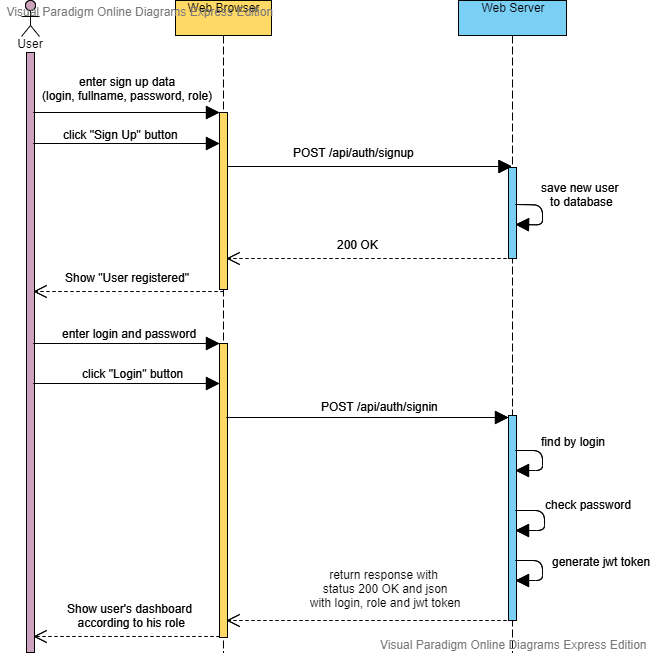 Visual Paradigm Online Diagrams Express Edition
Web Browser
Web Server
User
enter sign up data
(login, fullname, password, role)
click "Sign Up" button
POST /api/auth/signup
save new user
to database
200 OK
Show "User registered"
enter login and password
click "Login" button
POST /api/auth/signin
find by login
check password
generate jwt token
return response with
status 200 OK and json
with login, role and jwt token
Show user's dashboard
according to his role
Visual Paradigm Online Diagrams Express Edition